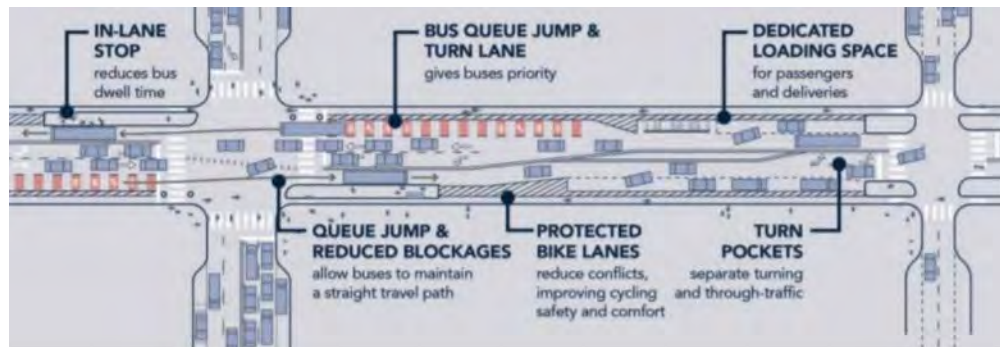 IN-LANE
STOP
reduces bus
dwell time
BUS QUEUE JUMP &
TURN LANE
gives buses priority
DEDICATED
LOADING SPACE
for passengers
and deliveries
QUEUE JUMP &
REDUCED BLOCKAGES
allow buses to maintain
a straight travel path
PROTECTED
BIKE LANES
reduce conflicts,
improving cycling
safety and comfort
TURN
POCKETS
separate turning
and through-traffic